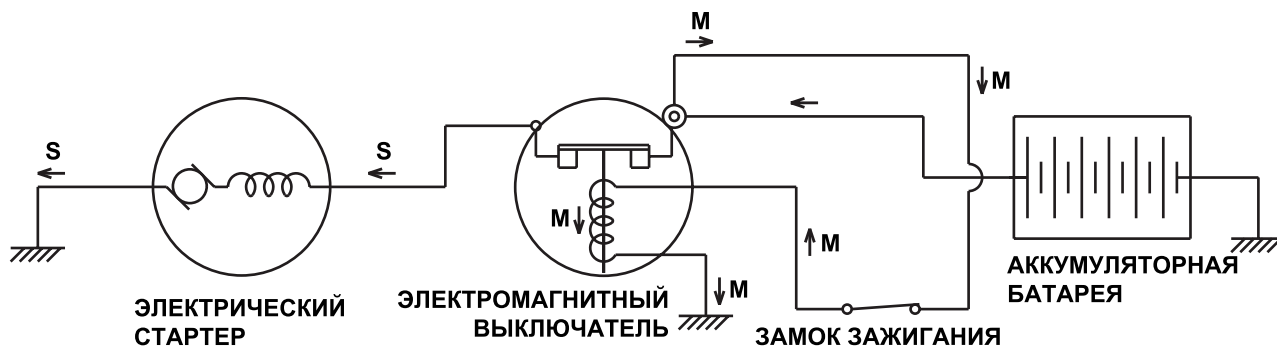 M
M
S
S
M
M
M
ЭЛЕКТРИЧЕСКИЙ
СТАРТЕР
ЭЛЕКТРОМАГНИТНЫЙ
ВЫКЛЮЧАТЕЛЬ
ЗАМОК ЗАЖИГАНИЯ
АККУМУЛЯТОРНАЯ
БАТАРЕЯ